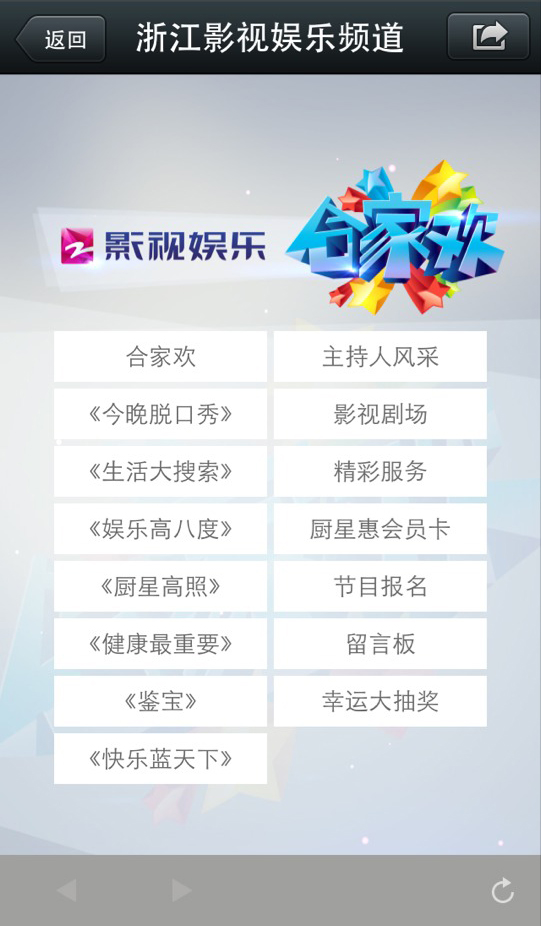 返回
浙江影视娱乐频道
影视娱乐
合家欢
合家欢
主持人风采
《今晚脱口秀》
影视剧场
《生活大搜索》
精彩服务
《娱乐高八度》
厨星惠会员卡
《厨星高照》
节目报名
《健康最重要》
留言板
《鉴宝》
幸运大抽奖
《快乐蓝天下》